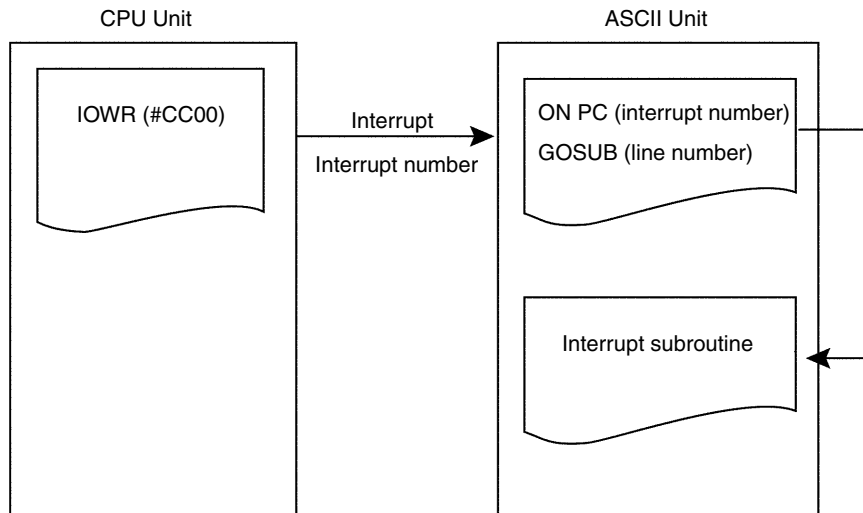 CPU Unit
ASCII Unit
IOWR (#CC00)
Interrupt
Interrupt number
ON PC (interrupt number)
GOSUB (line number)
Interrupt subroutine